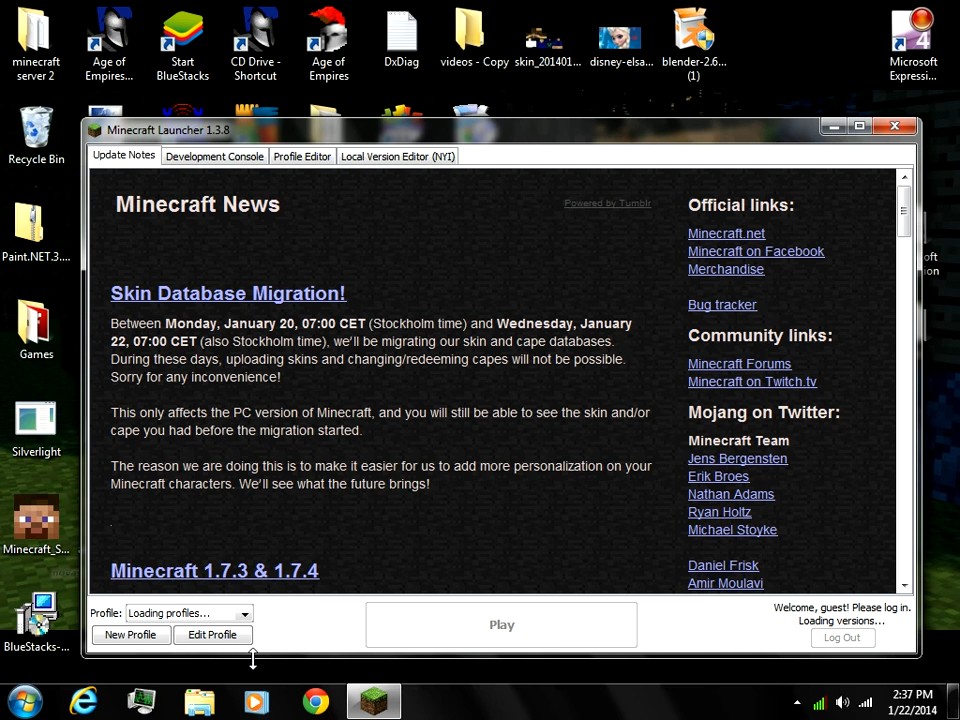 minecraft
server 2
Age of
Empires...
Start
BlueStacks
CD Drive -
Shortcut
Age of
Empires
DxDiag
videos - Copy
skin_201401...
disney-elsa...
blender-2.6...
(1)
Microsoft
Expressi...
Recycle Bin
Paint.NET.3....
Games
Silverlight
Minecraft_S...
BlueStacks-...
Minecraft Launcher 1.3.8
Update Notes
Development Console
Profile Editor
Local Version Editor (NYI)
Minecraft News
Powered by Tumblr
Skin Database Migration!
Between Monday, January 20, 07:00 CET (Stockholm time) and Wednesday, January
22, 07:00 CET (also Stockholm time), we'll be migrating our skin and cape databases.
During these days, uploading skins and changing/redeeming capes will not be possible.
Sorry for any inconvenience!
This only affects the PC version of Minecraft, and you will still be able to see the skin and/or
cape you had before the migration started.
The reason we are doing this is to make it easier for us to add more personalization on your
Minecraft characters. We'll see what the future brings!
.
Minecraft 1.7.3 & 1.7.4
Official links:
Minecraft.net
Minecraft on Facebook
Merchandise
Bug tracker
Community links:
Minecraft Forums
Minecraft on Twitch.tv
Mojang on Twitter:
Minecraft Team
Jens Bergensten
Erik Broes
Nathan Adams
Ryan Holtz
Michael Stoyke
Daniel Frisk
Amir Moulavi
Profile:
Loading profiles...
New Profile
Edit Profile
Play
Welcome, guest! Please log in.
Loading versions...
Log Out
2:37 PM
1/22/2014